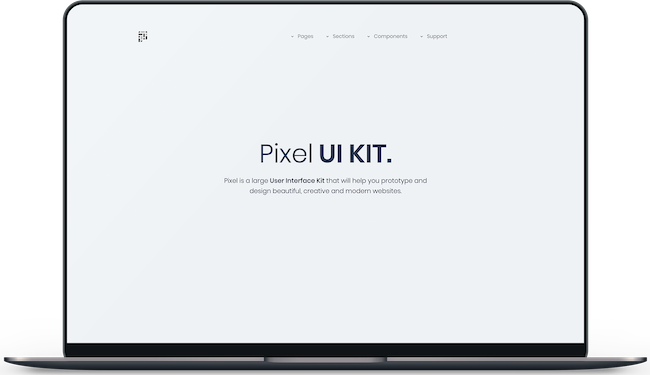 Pages Sections Components Support
Pixel UI KIT.
Pixel is a large User Interface Kit that will help you prototype and
design beautiful, creative and modern websites.